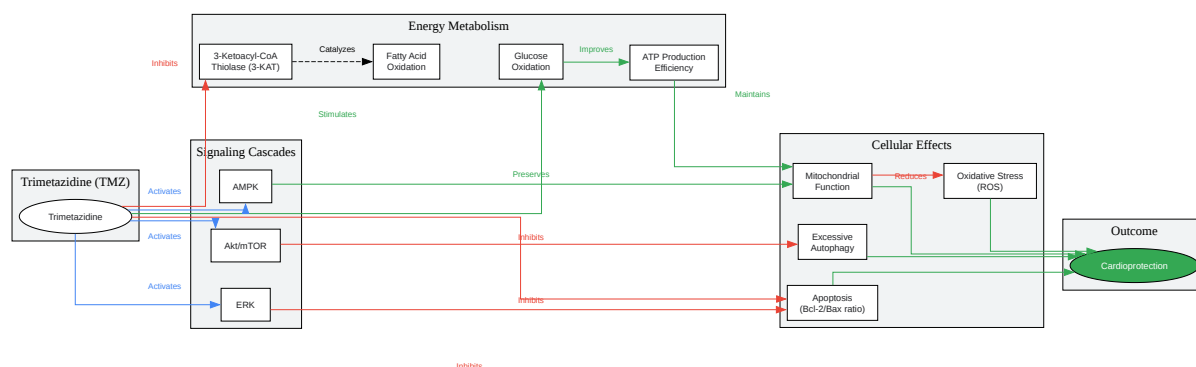 Energy Metabolism
3-Ketoacyl-CoA
Thiolase (3-KAT)
Catalyzes
Fatty Acid
Oxidation
Glucose
Oxidation
Improves
ATP Production
Efficiency
Inhibits
Stimulates
Maintains
Signaling Cascades
Trimetazidine (TMZ)
Trimetazidine
Activates
AMPK
Preserves
Activates
Akt/mTOR
Inhibits
Activates
ERK
Inhibits
Cellular Effects
Mitochondrial
Function
Reduces
Oxidative Stress
(ROS)
Excessive
Autophagy
Apoptosis
(Bcl-2/Bax ratio)
Outcome
Cardioprotection
Inhibits